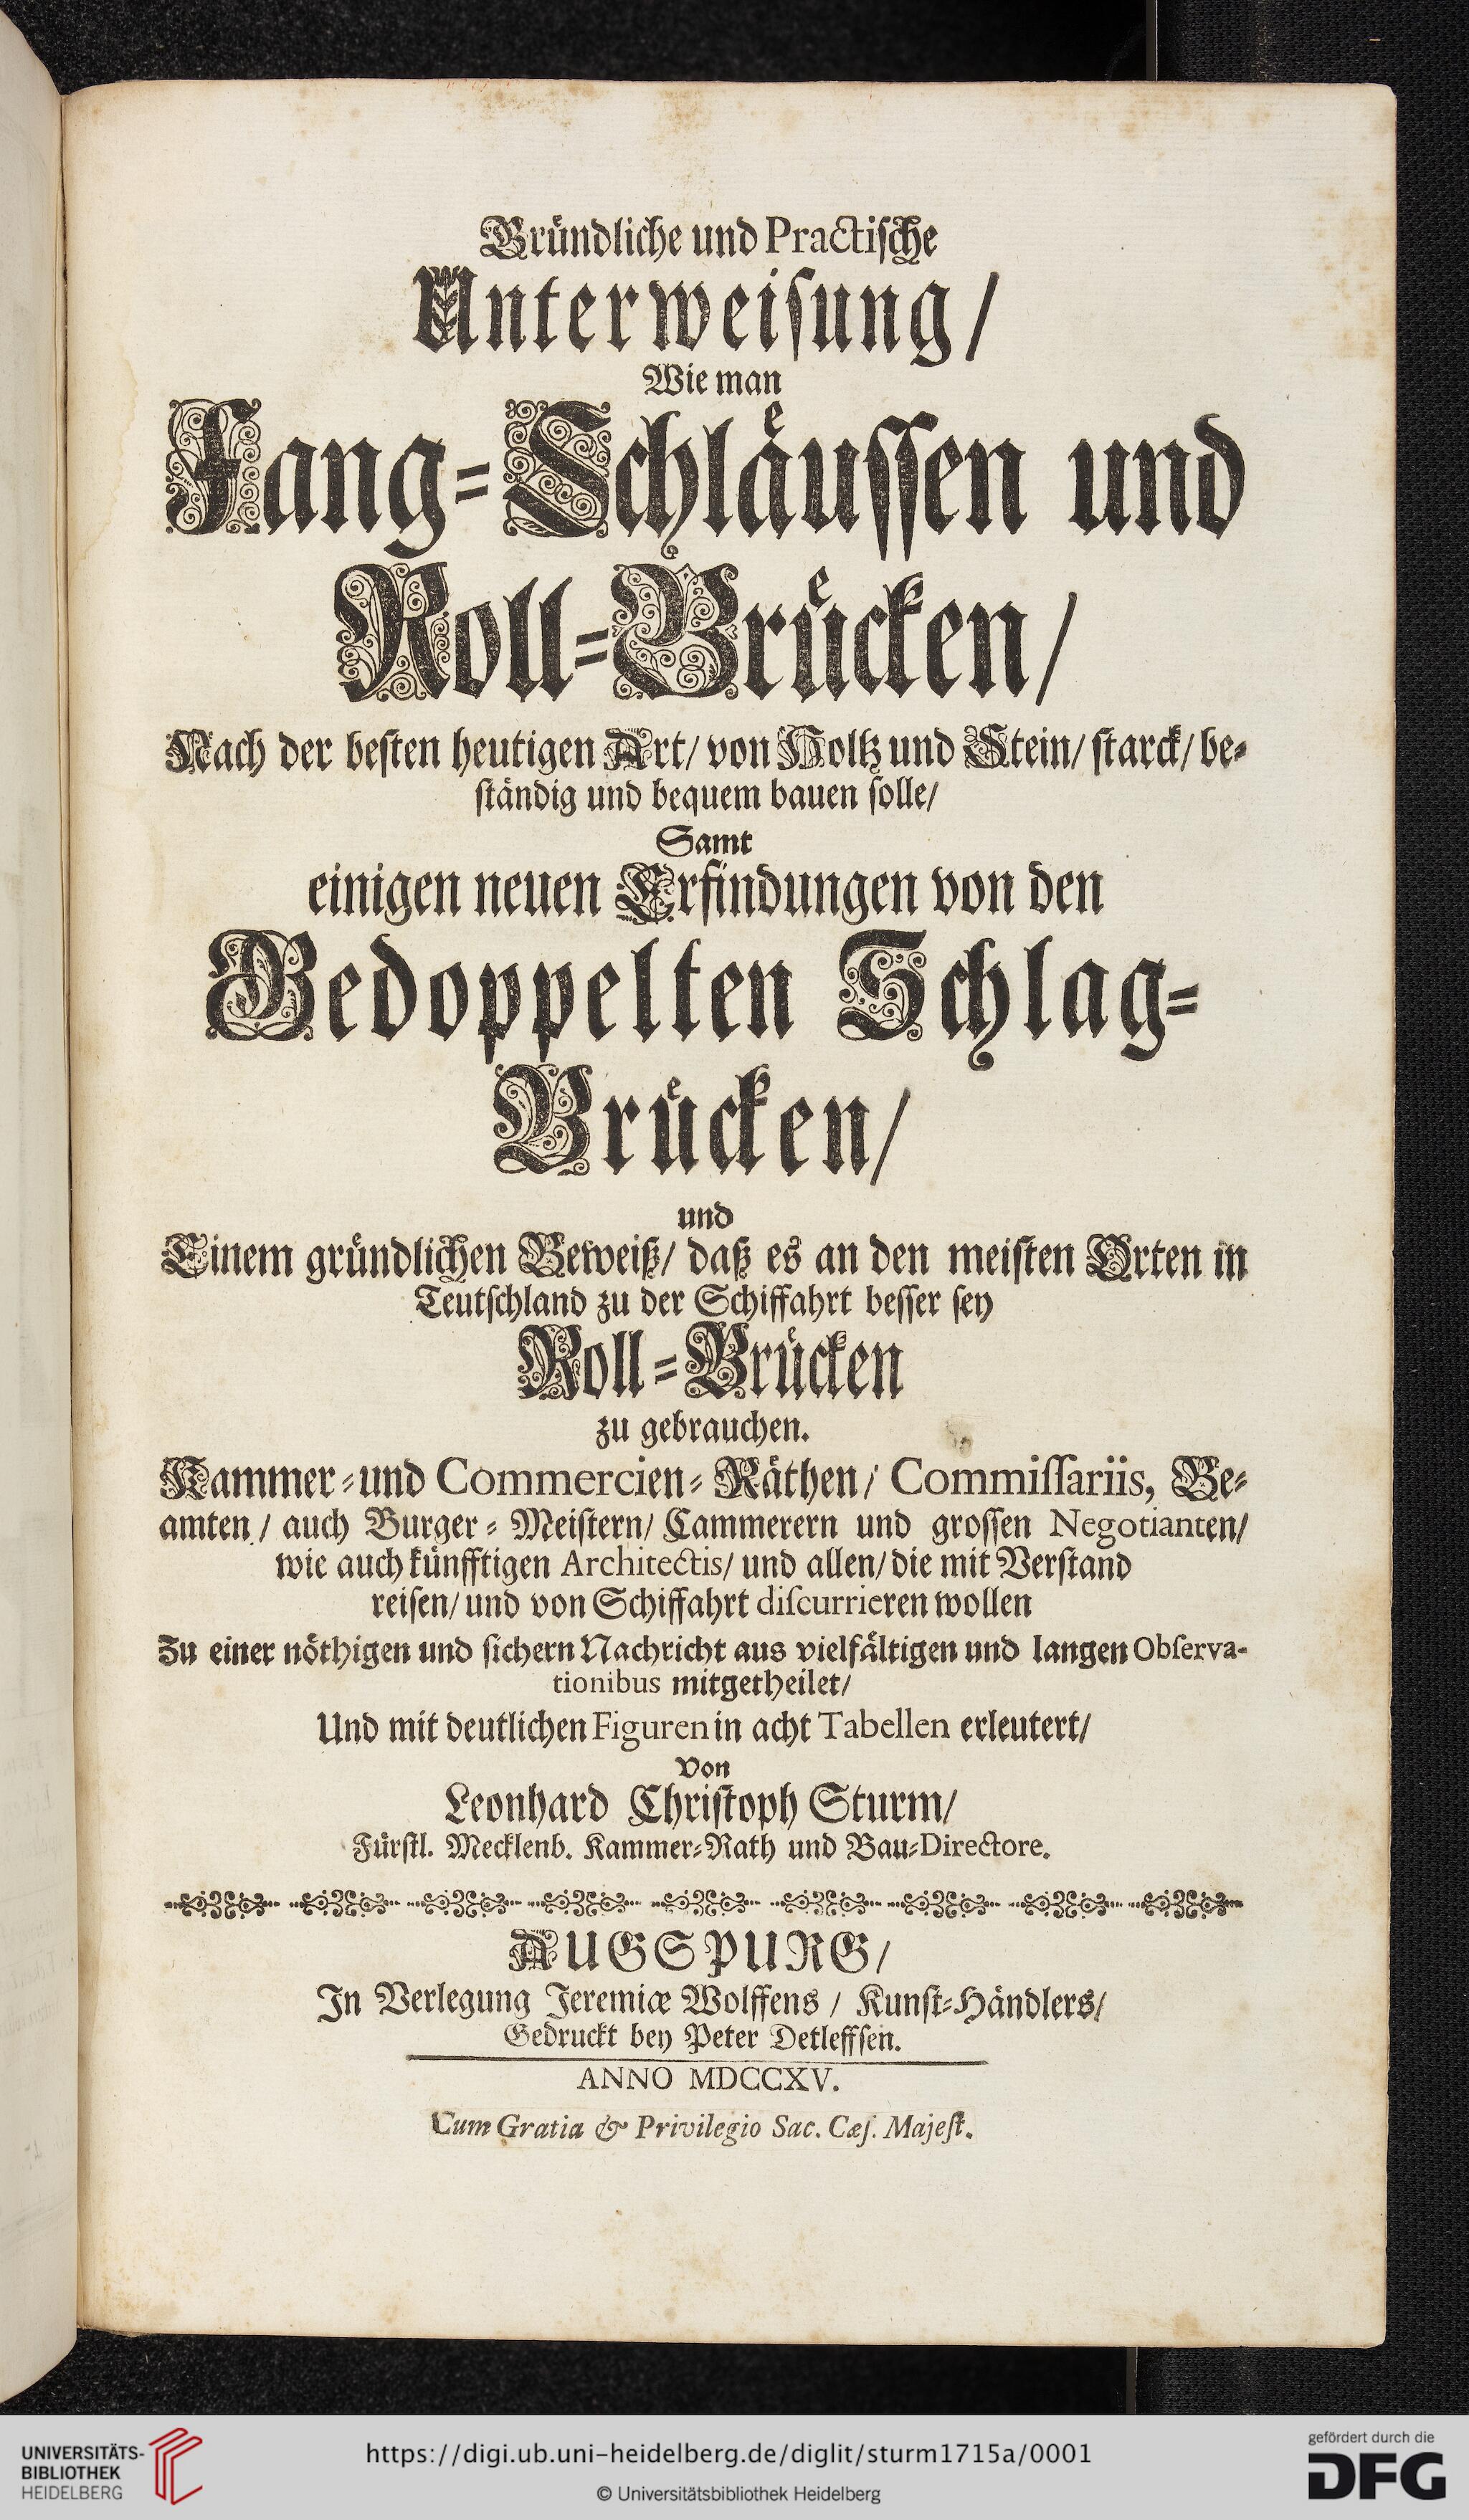 Gründliche und Practische
Unterweisung/
Wie man
Fang-Schläussen und
Roll-Brücken/
Nach der besten heutigen Art/ von Holtz und Stein/ starck/ be-
ständig und bequem bauen solle/
Samt
einigen neuen Erfindungen von den
Gedoppelten Schlag-
Brücken/
und
Einem gründlichen Beweiß/ daß es an den meisten Orten in
Teutschland zu der Schiffahrt besser sey
Roll-Brücken
zu gebrauchen.
Kammer- und Commercien-Räthen/ Commissariis, Be-
amten/ auch Burger-Meistern/ Cammerern und grossen Negotianten/
wie auch künfftigen Architectis/ und allen/ die mit Verstand
reisen/ und von Schiffahrt discurrieren wollen
Zu einer nöthigen und sichern Nachricht aus vielfältigen und langen Observa-
tionibus mitgetheilet/
Und mit deutlichen Figuren in acht Tabellen erleutert/
Von
Leonhard Christoph Sturm/
Fürstl. Mecklenb. Kammer-Rath und Bau-Directore.
AUGSPURG/
In Verlegung Jeremiæ Wolffens / Kunst-Händlers/
Gedruckt bey Peter Detleffsen.
ANNO MDCCXV.
Cum Gratia & Privilegio Sac. Cæs. Majest.
UNIVERSITÄTS-
BIBLIOTHEK
HEIDELBERG
https://digi.ub.uni-heidelberg.de/diglit/sturm1715a/0001
© Universitätsbibliothek Heidelberg
gefördert durch die
DFG